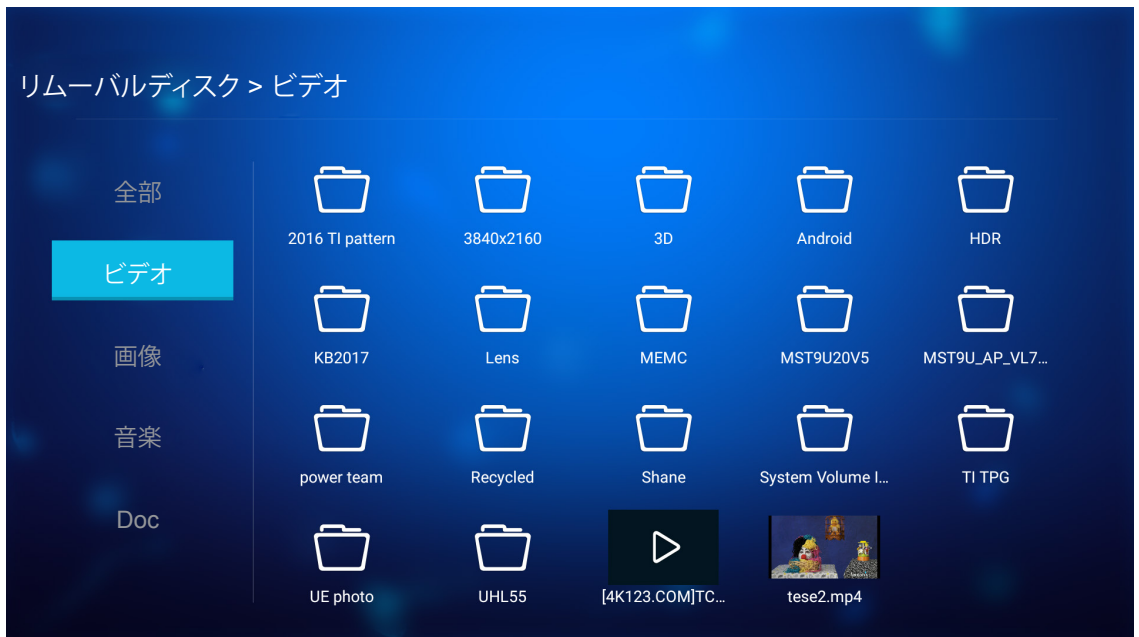 リムーバルディスク > ビデオ
全部
ビデオ
画像
音楽
Doc
2016 TI pattern
3840x2160
3D
Android
HDR
KB2017
Lens
MEMC
MST9U20V5
MST9U_AP_VL7...
power team
Recycled
Shane
System Volume I...
TI TPG
UE photo
UHL55
[4K123.COM]TC...
tese2.mp4